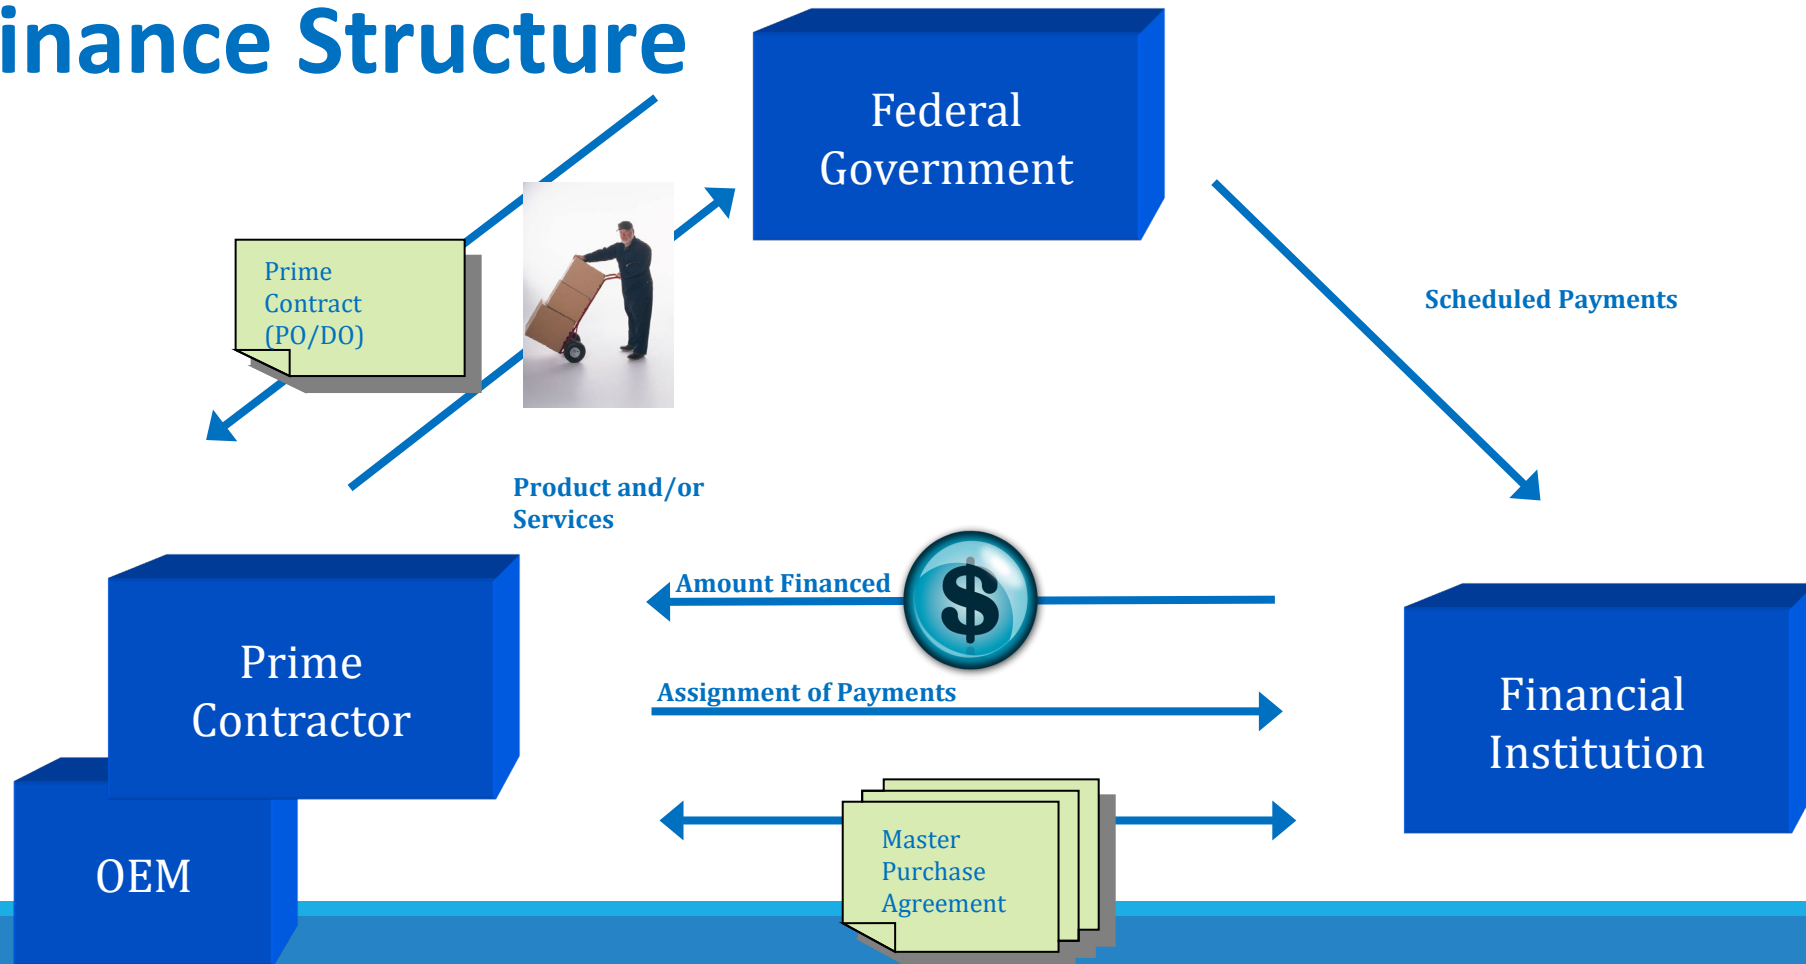 inance Structure
Federal
Government
Prime
Contract
(PO/DO)
Scheduled Payments
Product and/or
Services
Amount Financed
$
Prime
Contractor
Assignment of Payments
Financial
Institution
Master
Purchase
Agreement
OEM